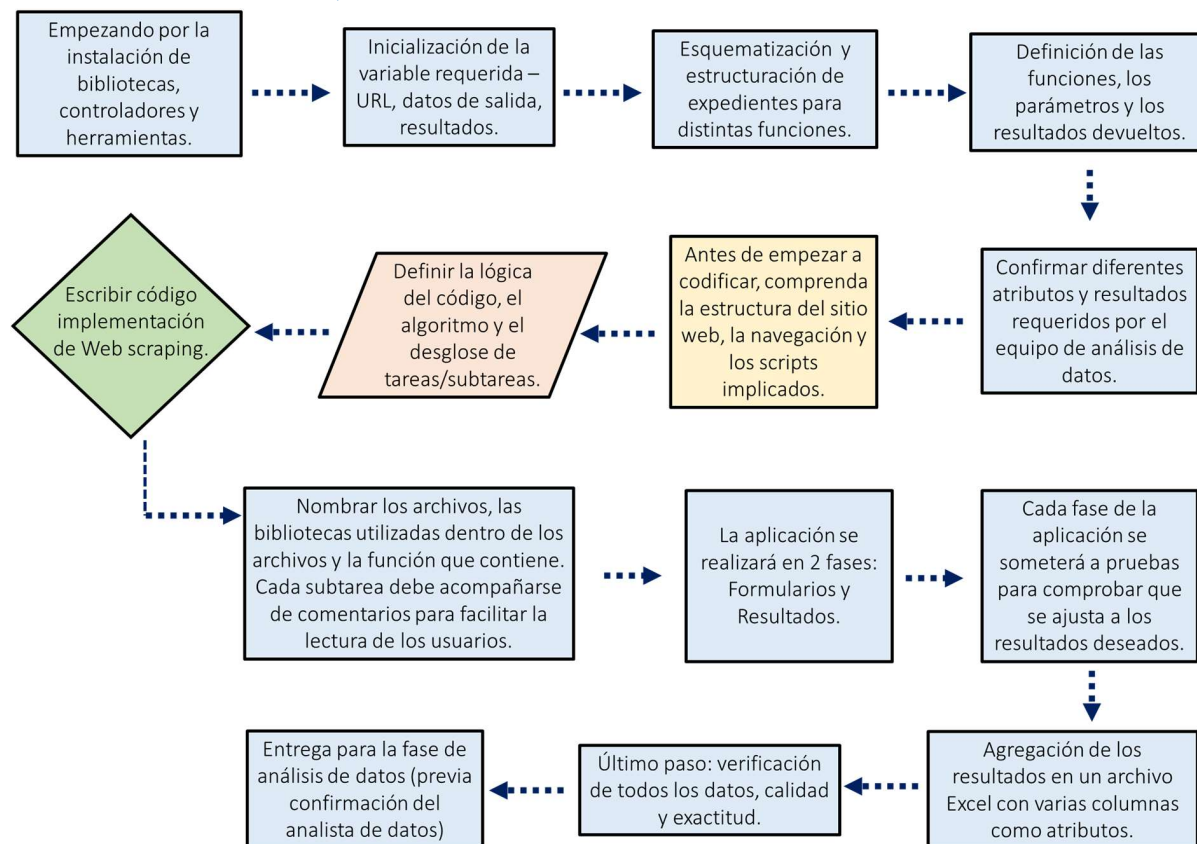 Empezando por la
instalación de
bibliotecas,
controladores y
herramientas.
Inicialización de la
variable requerida –
URL, datos de salida,
resultados.
Esquematización y
estructuración de
expedientes para
distintas funciones.
Definición de las
funciones, los
parámetros y los
resultados devueltos.
Confirmar diferentes
atributos y resultados
requeridos por el
equipo de análisis de
datos.
Antes de empezar a
codificar, comprenda
la estructura del sitio
web, la navegación y
los scripts
implicados.
Definir la lógica
del código, el
algoritmo y el
desglose de
tareas/subtareas.
Escribir código
implementación
de Web scraping.
Nombrar los archivos, las
bibliotecas utilizadas dentro de los
archivos y la función que contiene.
Cada subtarea debe acompañarse
de comentarios para facilitar la
lectura de los usuarios.
La aplicación se
realizará en 2 fases:
Formularios y
Resultados.
Cada fase de la
aplicación se
someterá a pruebas
para comprobar que
se ajusta a los
resultados deseados.
Agregación de los
resultados en un archivo
Excel con varias columnas
como atributos.
Último paso: verificación
de todos los datos, calidad
y exactitud.
Entrega para la fase de
análisis de datos (previa
confirmación del
analista de datos)